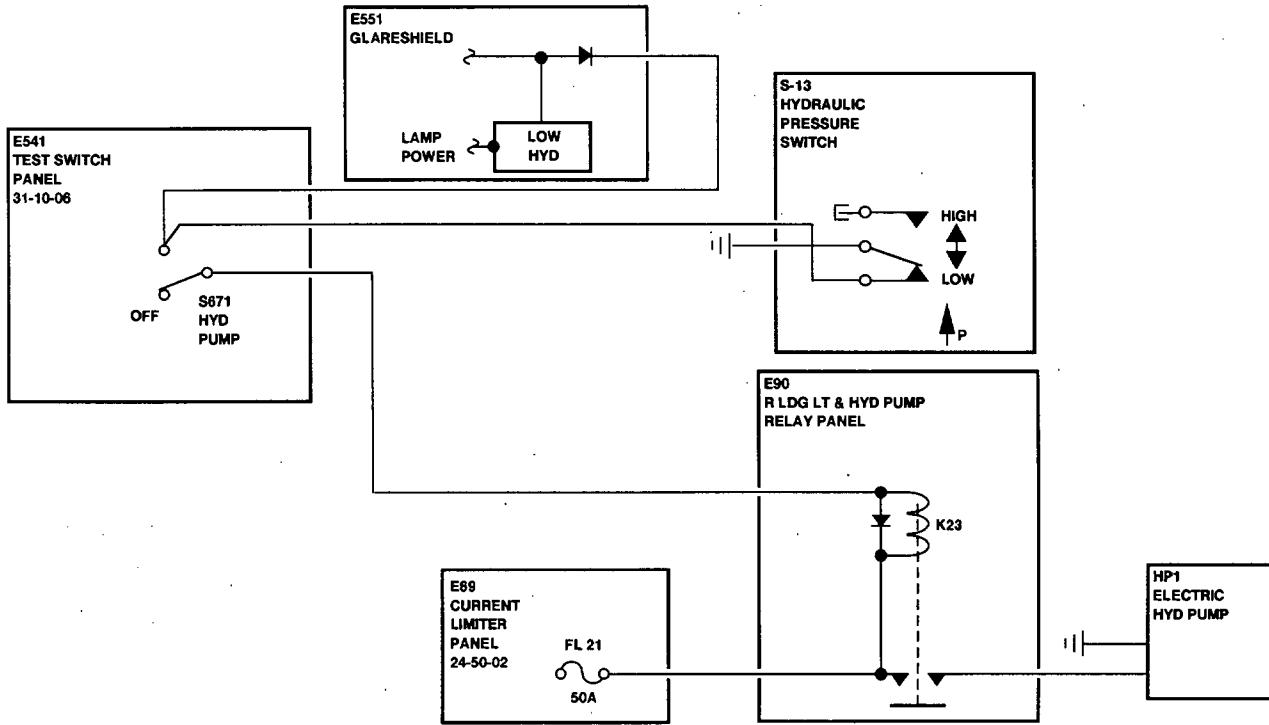 E551
GLARESHIELD
LAMP
POWER
LOW
HYD
S-13
HYDRAULIC
PRESSURE
SWITCH
HIGH
LOW
P
E541
TEST SWITCH
PANEL
31-10-06
OFF
S671
HYD
PUMP
E90
R LDG LT & HYD PUMP
RELAY PANEL
K23
E69
CURRENT
LIMITER
PANEL
24-50-02
FL 21
50A
HP1
ELECTRIC
HYD PUMP